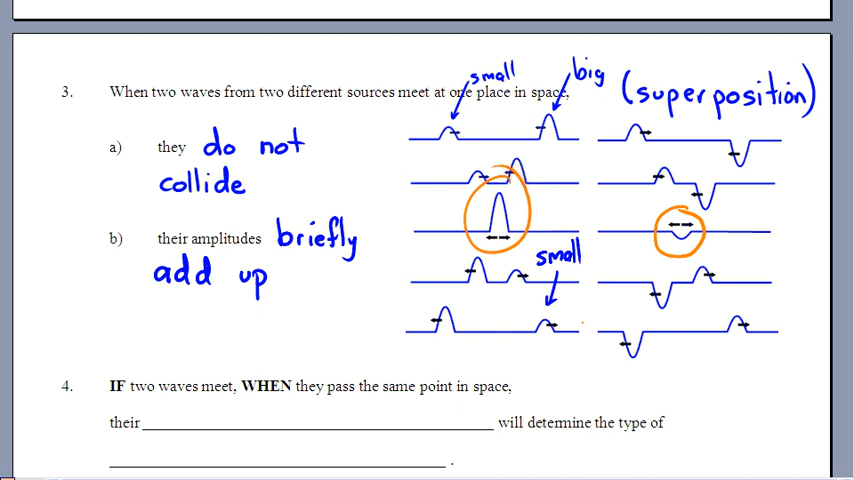 small
big
3. When two waves from two different sources meet at one place in space,
(superposition)
a) they do not
collide
b) their amplitudes briefly
add up
small
4. IF two waves meet, WHEN they pass the same point in space,
their__________ will determine the type of
__________.